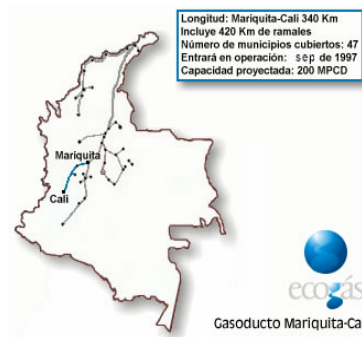 Longitud: Mariquita-Cali 340 Km
Incluye 420 Km de ramales
Número de municipios cubiertos: 47
Entrará en operación: sep de 1997
Capacidad proyectada: 200 MPCD
Mariquita
Cali
ecogás
Gasoducto Mariquita-Ca